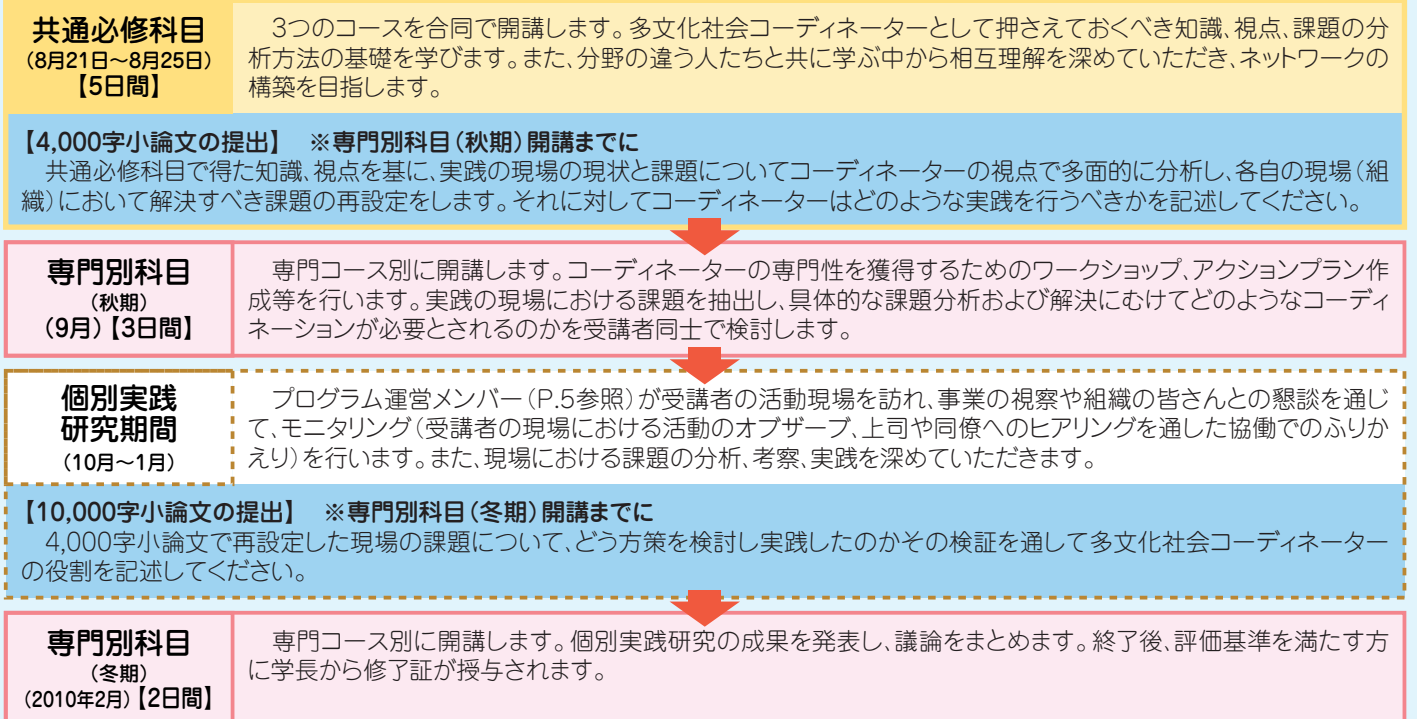 共通必修科目
(8月21日~8月25日)
【5日間】
3つのコースを合同で開講します。多文化社会コーディネーターとして押さえておくべき知識、視点、課題の分
析方法の基礎を学びます。また、分野の違う人たちと共に学ぶ中から相互理解を深めていただき、ネットワークの
構築を目指します。
【4,000字小論文の提出】 ※専門別科目(秋期)開講までに
共通必修科目で得た知識、視点を基に、実践の現場の現状と課題についてコーディネーターの視点で多面的に分析し、各自の現場(組
織)において解決すべき課題の再設定をします。それに対してコーディネーターはどのような実践を行うべきかを記述してください。
専門別科目
(秋期)
(9月)【3日間】
専門コース別に開講します。コーディネーターの専門性を獲得するためのワークショップ、アクションプラン作
成等を行います。実践の現場における課題を抽出し、具体的な課題分析および解決にむけてどのようなコーディ
ネーションが必要とされるのかを受講者同士で検討します。
個別実践
研究期間
(10月~1月)
プログラム運営メンバー(P.5参照)が受講者の活動現場を訪れ、事業の視察や組織の皆さんとの懇談を通じ
て、モニタリング(受講者の現場における活動のオブザーブ、上司や同僚へのヒアリングを通した協働でのふりか
えり)を行います。また、現場における課題の分析、考察、実践を深めていただきます。
【10,000字小論文の提出】 ※専門別科目(冬期)開講までに
4,000字小論文で再設定した現場の課題について、どう方策を検討し実践したのかその検証を通して多文化社会コーディネーター
の役割を記述してください。
専門別科目
(冬期)
(2010年2月)【2日間】
専門コース別に開講します。個別実践研究の成果を発表し、議論をまとめます。終了後、評価基準を満たす方
に学長から修了証が授与されます。